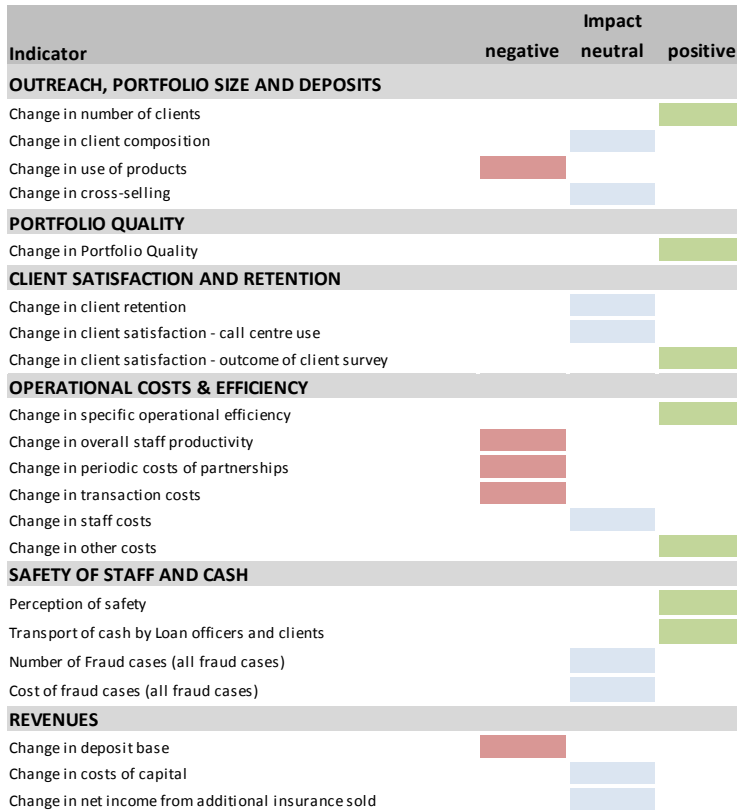 Impact
Indicator negative neutral positive
OUTREACH, PORTFOLIO SIZE AND DEPOSITS
Change in number of clients
Change in client composition
Change in use of products
Change in cross-selling
PORTFOLIO QUALITY
Change in Portfolio Quality
CLIENT SATISFACTION AND RETENTION
Change in client retention
Change in client satisfaction - call centre use
Change in client satisfaction - outcome of client survey
OPERATIONAL COSTS & EFFICIENCY
Change in specific operational efficiency
Change in overall staff productivity
Change in periodic costs of partnerships
Change in transaction costs
Change in staff costs
Change in other costs
SAFETY OF STAFF AND CASH
Perception of safety
Transport of cash by Loan officers and clients
Number of Fraud cases (all fraud cases)
Cost of fraud cases (all fraud cases)
REVENUES
Change in deposit base
Change in costs of capital
Change in net income from additional insurance sold